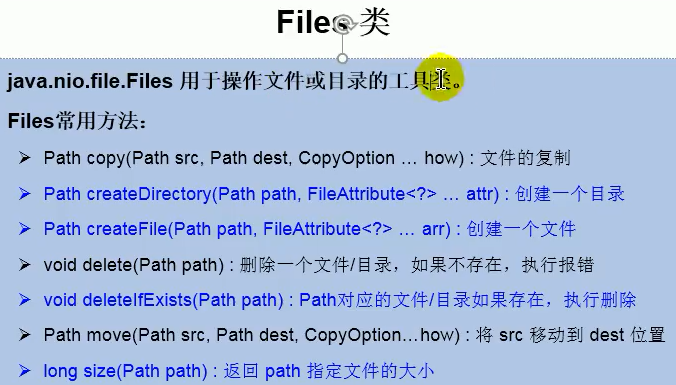 Files 类
java.nio.file.Files 用于操作文件或目录的工具类。
Files常用方法：
Path copy(Path src, Path dest, CopyOption … how) : 文件的复制
Path createDirectory(Path path, FileAttribute<?> … attr) : 创建一个目录
Path createFile(Path path, FileAttribute<?> … arr) : 创建一个文件
void delete(Path path) : 删除一个文件/目录，如果不存在，执行报错
void deleteIfExists(Path path) : Path对应的文件/目录如果存在，执行删除
Path move(Path src, Path dest, CopyOption…how) : 将 src 移动到 dest 位置
long size(Path path) : 返回 path 指定文件的大小